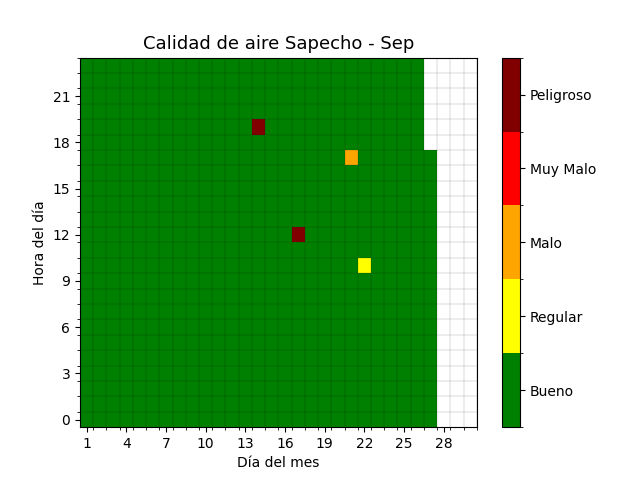 Calidad de aire Sapecho - Sep
Peligroso
Muy Malo
Malo
Regular
Bueno
Hora del día
21
18
15
12
9
6
3
0
1 4 7 10 13 16 19 22 25 28
Día del mes